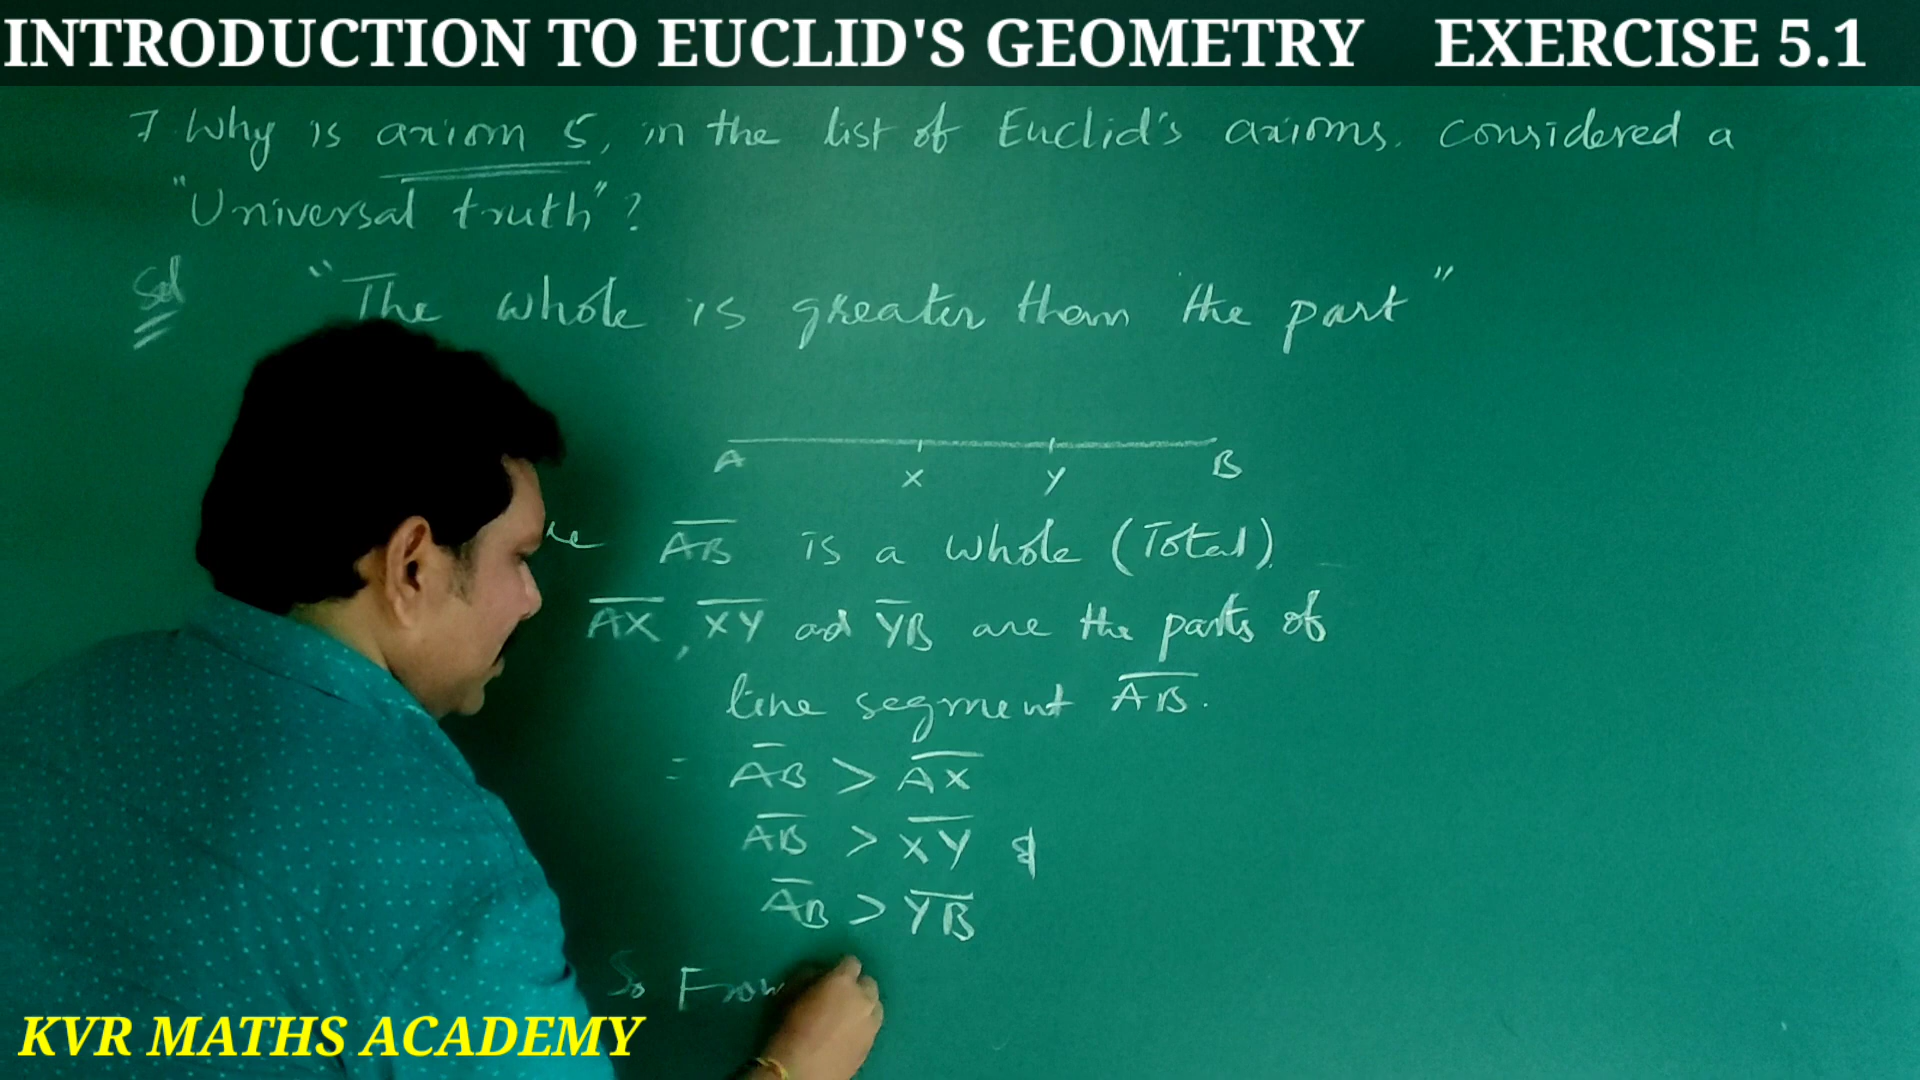 INTRODUCTION TO EUCLID'S GEOMETRY EXERCISE 5.1
7. Why is axiom 5, in the list of Euclid's axioms, considered a
"Universal truth"?
Sol "The whole is greater than the part"
A X Y B
AB is a whole (Total).
AX, XY and YB are the parts of
line segment AB.
= AB > AX
AB > XY &
AB > YB
So From
KVR MATHS ACADEMY